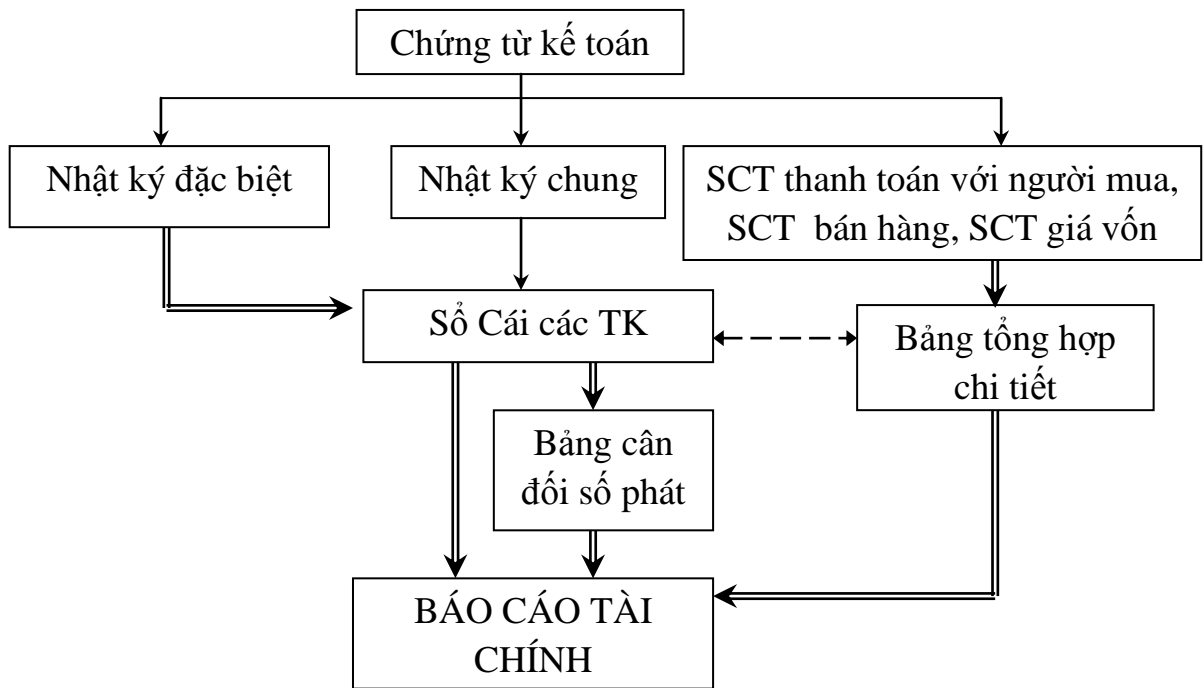 Chứng từ kế toán
Nhật ký đặc biệt
Nhật ký chung
SCT thanh toán với người mua,
SCT bán hàng, SCT giá vốn
Sổ Cái các TK
Bảng tổng hợp
chi tiết
Bảng cân
đối số phát
BÁO CÁO TÀI
CHÍNH